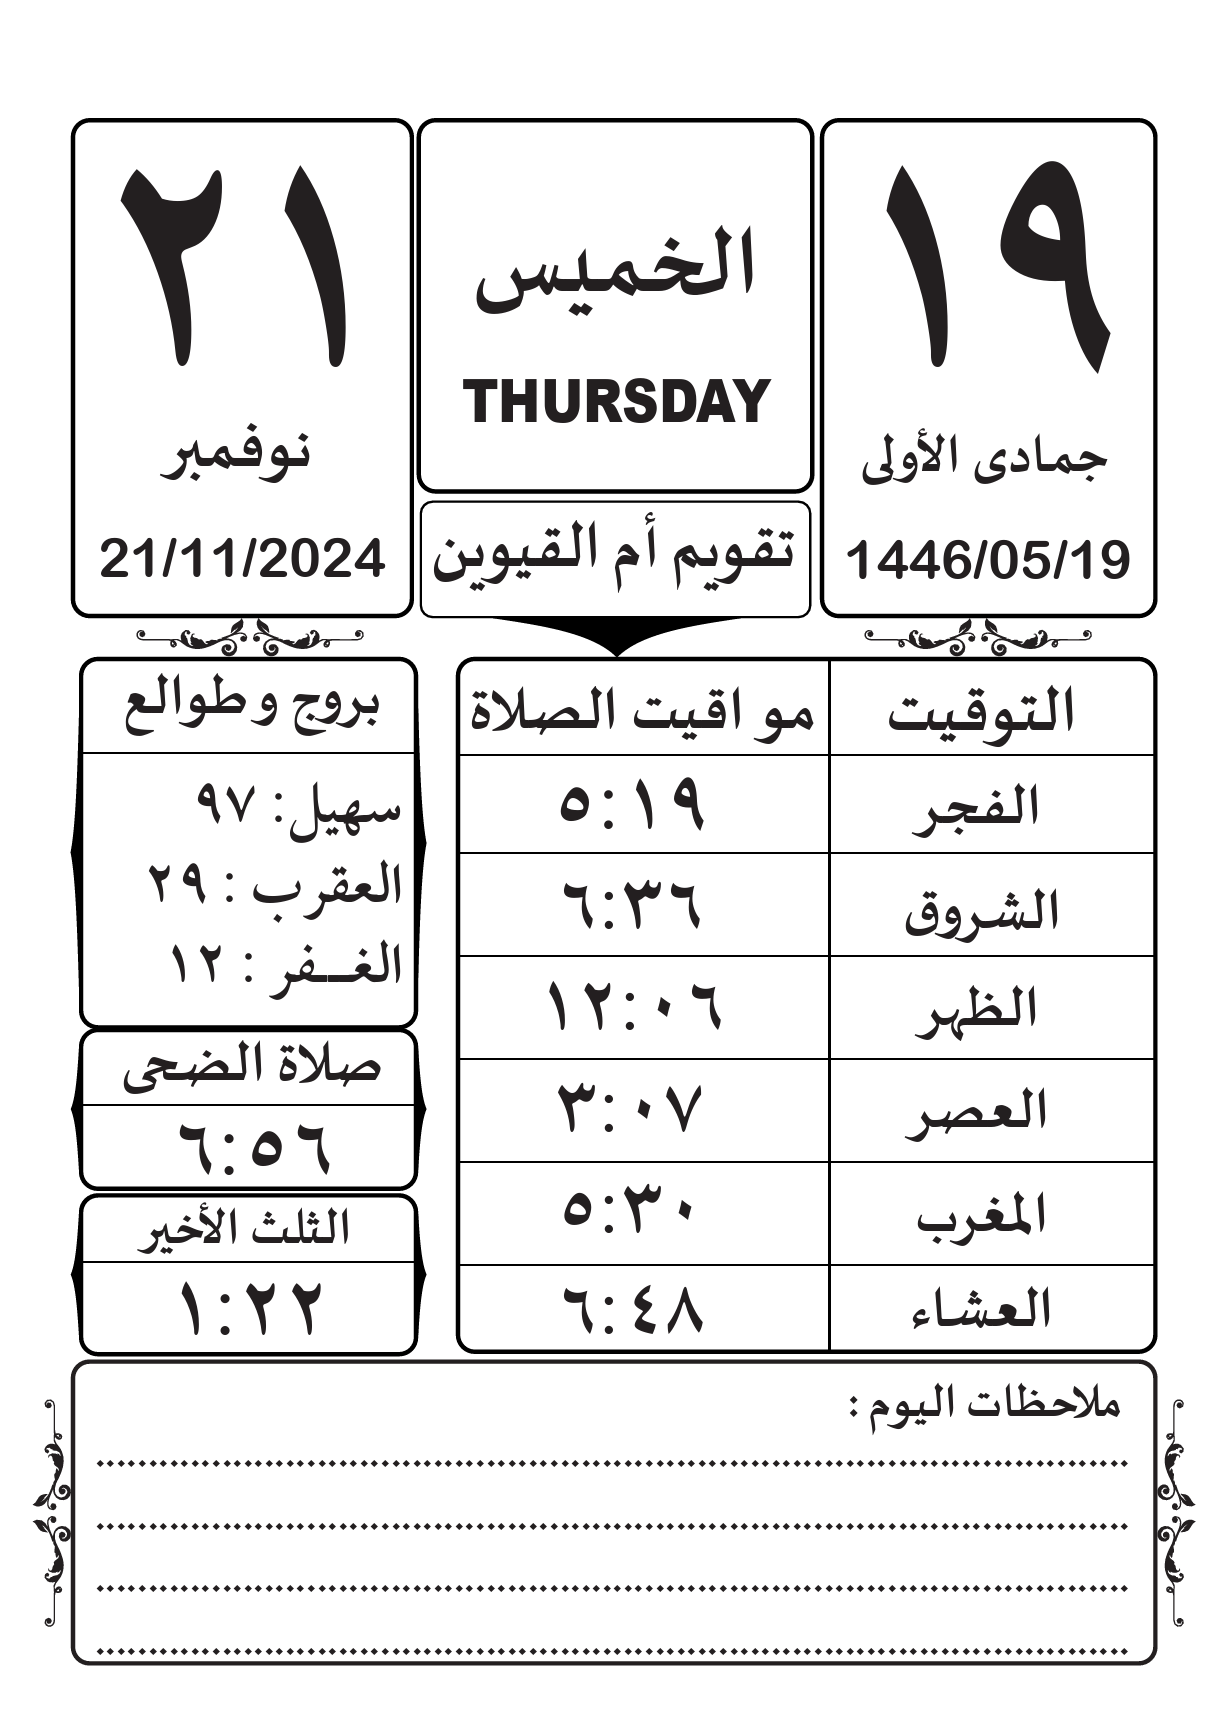 ١٩
جمادى الأولى
1446/05/19
الخميس
THURSDAY
٢١
نوفمبر
21/11/2024
تقويم أم القيوين
التوقيت مو اقيت الصلاة
الفجر ٥:١٩
الشروق ٦:٣٦
الظهر ١٢:٠٦
العصر ٣:٠٧
المغرب ٥:٣٠
العشاء ٦:٤٨
بروج و طوالع
سهيل: ٩٧
العقرب : ٢٩
الغــفر : ١٢
صلاة الضحى
٦:٥٦
الثلث الأخير
١:٢٢
ملاحظات اليوم :